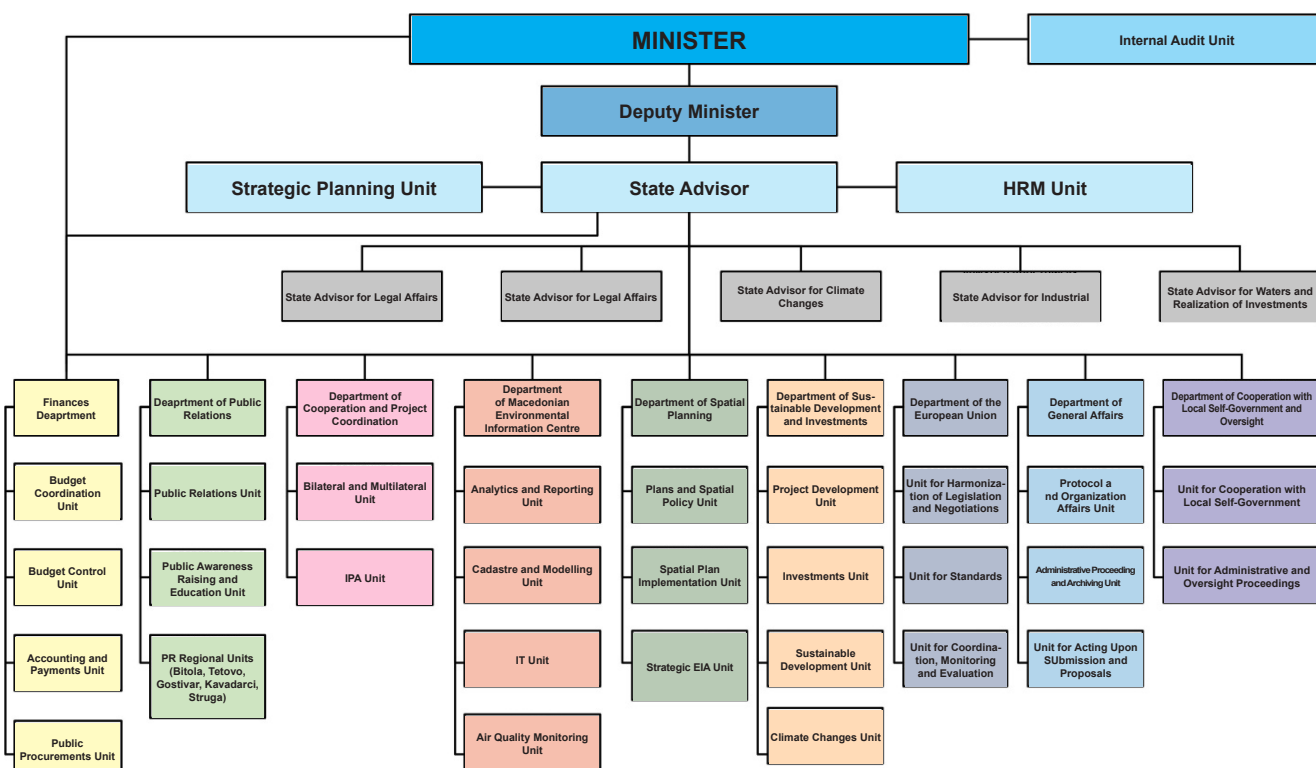 MINISTER
Internal Audit Unit
Deputy Minister
Strategic Planning Unit
State Advisor
HRM Unit
State Advisor for Legal Affairs
State Advisor for Legal Affairs
State Advisor for Climate
Changes
State Advisor for Industrial
State Advisor for Waters and
Realization of Investments
Finances
Deaprtment
Deaprtment of Public
Relations
Department of
Cooperation and Project
Coordination
Department
of Macedonian
Environmental
Information Centre
Department of Spatial
Planning
Department of Sus-
tainable Development
and Investments
Department of the
European Union
Department of
General Affairs
Department of Cooperation with
Local Self-Government and
Oversight
Budget
Coordination
Unit
Public Relations Unit
Bilateral and Multilateral
Unit
Analytics and Reporting
Unit
Plans and Spatial
Policy Unit
Project Development
Unit
Unit for Harmoniza-
tion of Legislation
and Negotiations
Protocol a
nd Organization
Affairs Unit
Unit for Cooperation with
Local Self-Government
Budget Control
Unit
Public Awareness
Raising and
Education Unit
IPA Unit
Cadastre and Modelling
Unit
Spatial Plan
Implementation Unit
Investments Unit
Unit for Standards
Administrative Proceeding
and Archiving Unit
Unit for Administrative and
Oversight Proceedings
Accounting and
Payments Unit
PR Regional Units
(Bitola, Tetovo,
Gostivar, Kavadarci,
Struga)
IT Unit
Strategic EIA Unit
Sustainable
Development Unit
Unit for Coordina-
tion, Monitoring
and Evaluation
Unit for Acting Upon
SUbmission and
Proposals
Public
Procurements Unit
Air Quality Monitoring
Unit
Climate Changes Unit